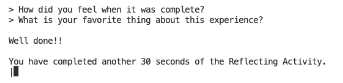 > How did you feel when it was complete?
> What is your favorite thing about this experience?
Well done!!
You have completed another 30 seconds of the Reflecting Activity.
|